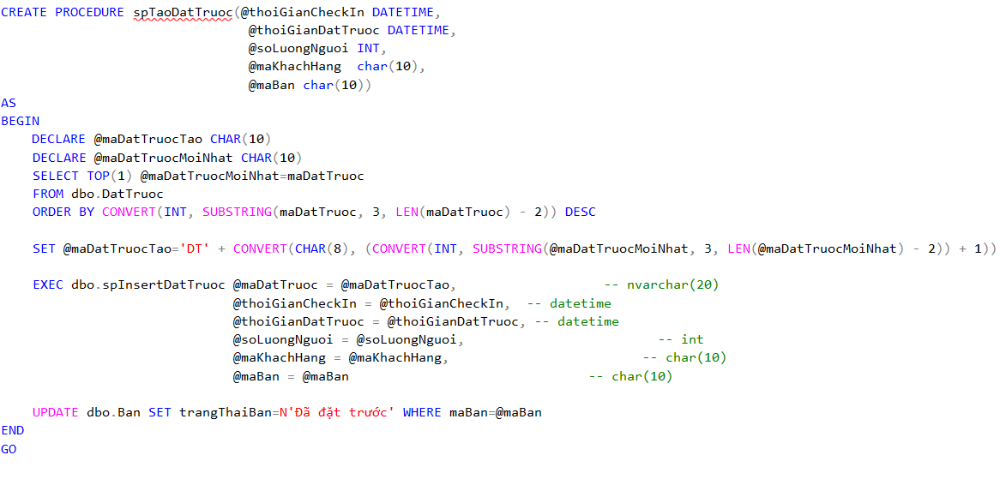 CREATE PROCEDURE spTaoDatTruoc(@thoiGianCheckIn DATETIME,
@thoiGianDatTruoc DATETIME,
@soLuongNguoi INT,
@maKhachHang  char(10),
@maBan char(10))
AS
BEGIN
DECLARE @maDatTruocTao CHAR(10)
DECLARE @maDatTruocMoiNhat CHAR(10)
SELECT TOP(1) @maDatTruocMoiNhat=maDatTruoc
FROM dbo.DatTruoc
ORDER BY CONVERT(INT, SUBSTRING(maDatTruoc, 3, LEN(maDatTruoc) - 2)) DESC
SET @maDatTruocTao='DT' + CONVERT(CHAR(8), (CONVERT(INT, SUBSTRING(@maDatTruocMoiNhat, 3, LEN(@maDatTruocMoiNhat) - 2)) + 1))
EXEC dbo.spInsertDatTruoc @maDatTruoc = @maDatTruocTao, -- nvarchar(20)
@thoiGianCheckIn = @thoiGianCheckIn, -- datetime
@thoiGianDatTruoc = @thoiGianDatTruoc, -- datetime
@soLuongNguoi = @soLuongNguoi, -- int
@maKhachHang = @maKhachHang, -- char(10)
@maBan = @maBan -- char(10)
UPDATE dbo.Ban SET trangThaiBan=N'Đã đặt trước' WHERE maBan=@maBan
END
GO